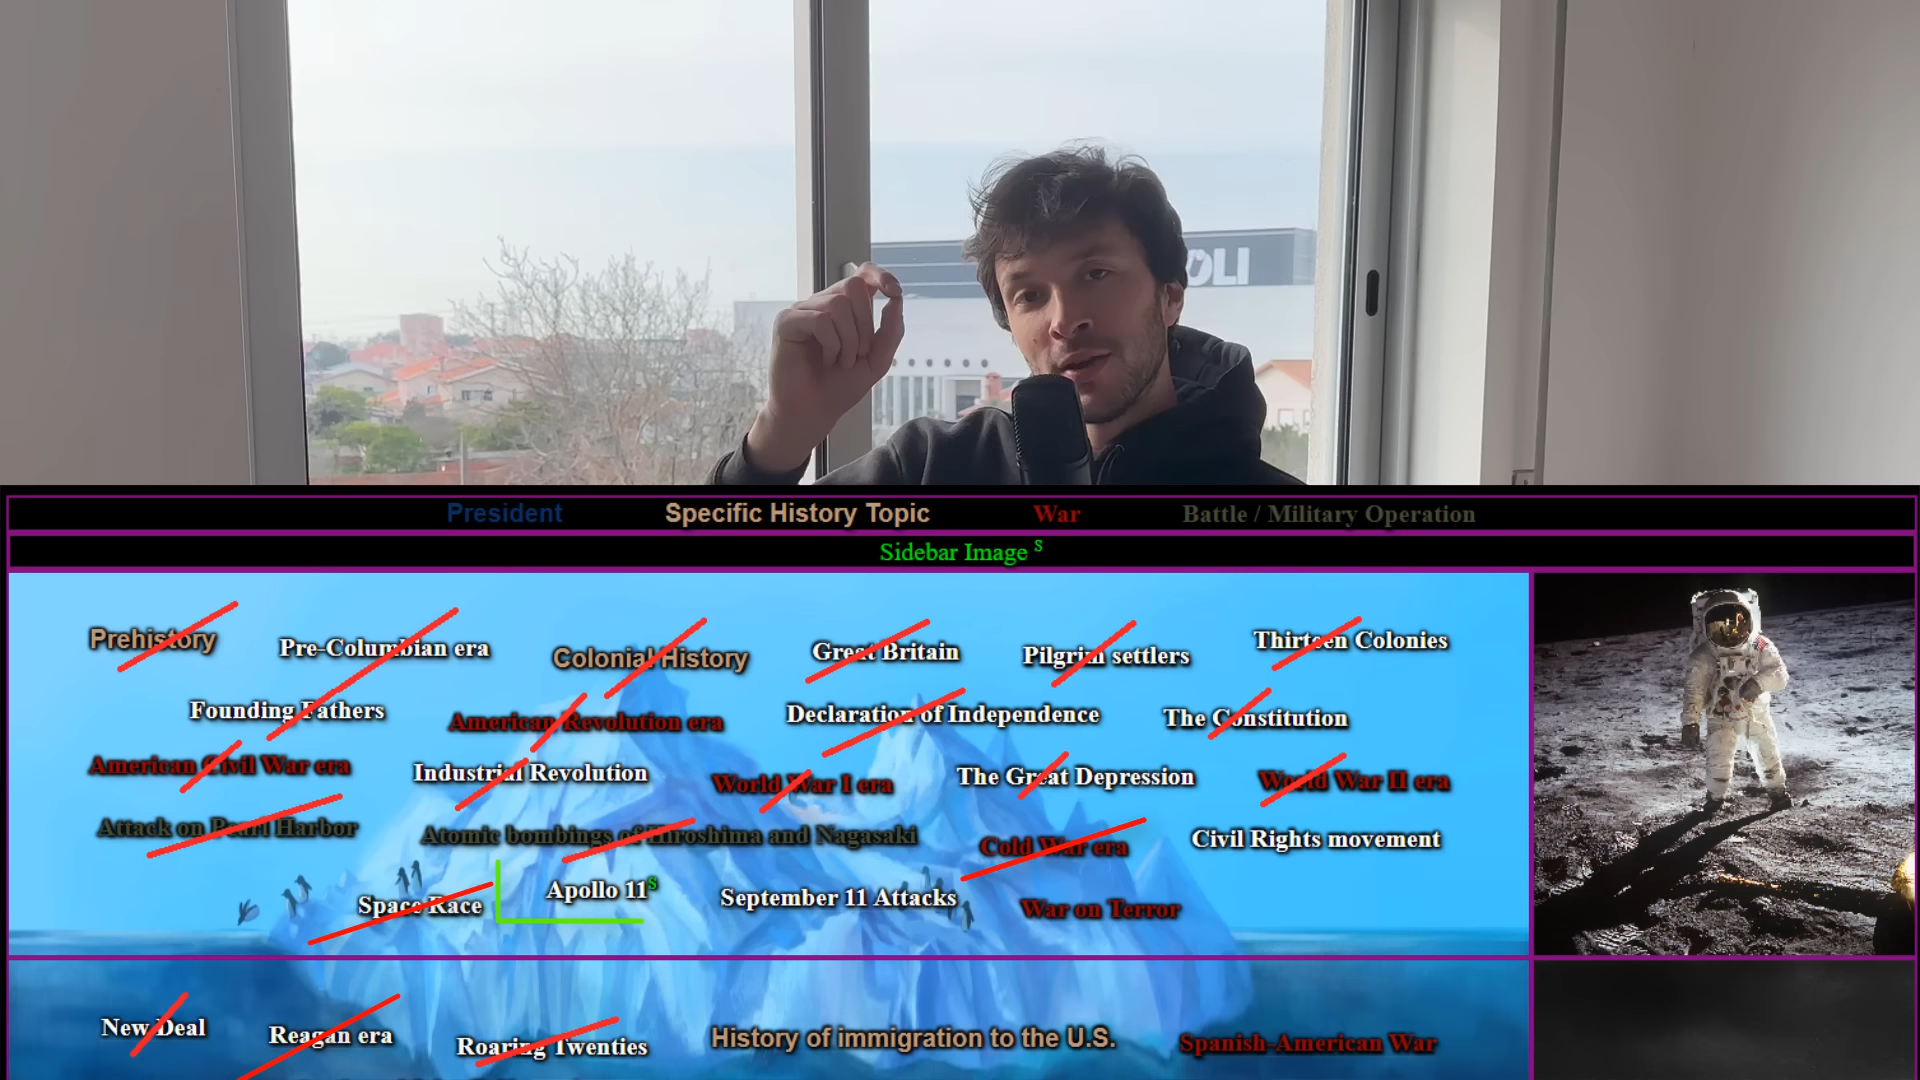 OLI
President Specific History Topic War Battle / Military Operation
Sidebar Image S
Prehistory Pre-Columbian era Colonial History Great Britain Pilgrim settlers Thirteen Colonies
Founding Fathers American Revolution era Declaration of Independence The Constitution
American Civil War era Industrial Revolution World War I era The Great Depression World War II era
Attack on Pearl Harbor Atomic bombings of Hiroshima and Nagasaki Cold War era Civil Rights movement
Space Race Apollo 11 S September 11 Attacks War on Terror
New Deal Reagan era Roaring Twenties History of immigration to the U.S. Spanish-American War